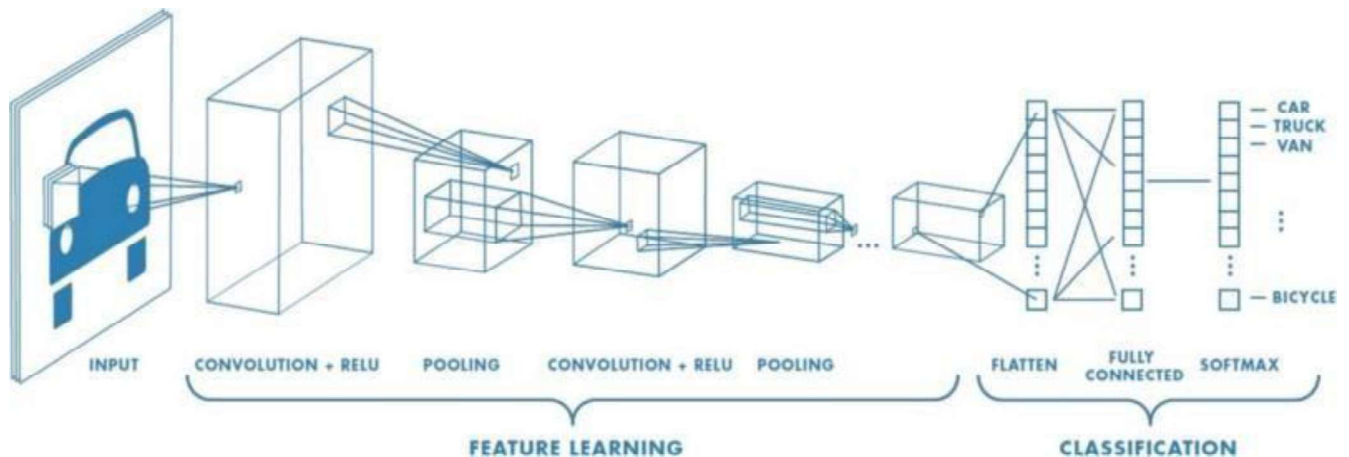 CAR
TRUCK
VAN
BICYCLE
INPUT
CONVOLUTION + RELU
POOLING
CONVOLUTION + RELU
POOLING
FLATTEN
FULLY
CONNECTED
SOFTMAX
FEATURE LEARNING
CLASSIFICATION